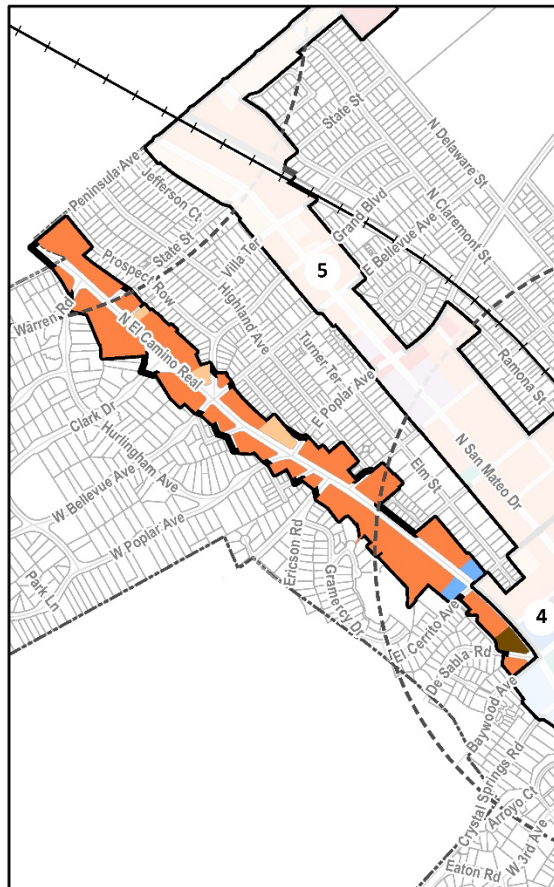 State St
N Delaware St
Peninsula Ave
Jefferson Ct
N Claremont St
Grand Blvd
E Bellevue Ave
State St
Villa Ter
Prospect Row
5
Warren Rd
N El Camino Real
Highland Ave
Turner Ter
Ramona St
E Poplar Ave
Clark Dr
Hurlingham Ave
W Bellevue Ave
N San Mateo Dr
Elm St
W Poplar Ave
Ericson Rd
Park Ln
Gramercy Dr
El Cerrito Ave
4
De Sabla Rd
Baywood Ave
Crystal Springs Rd
Arroyo Ct
W 3rd Ave
Eaton Rd